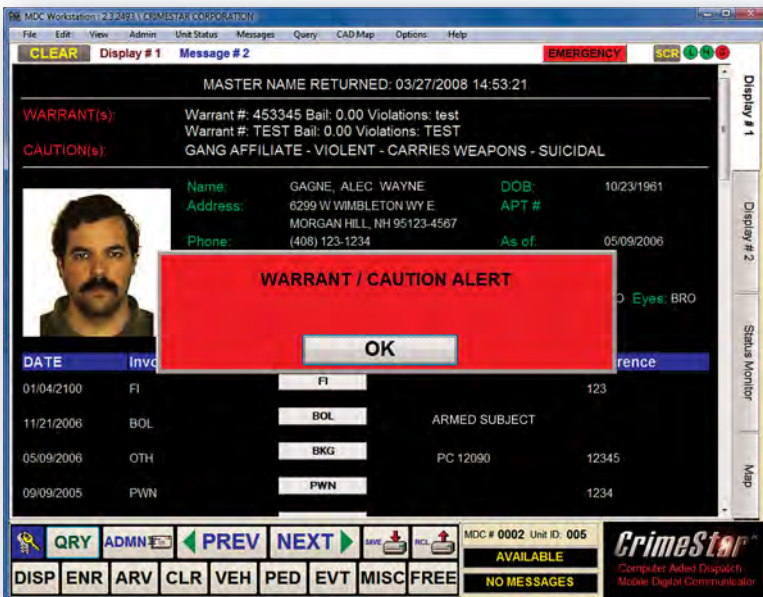 MDC Workstation : 2.3.2493 \ CRIMESTAR CORPORATION
File Edit View Admin Unit Status Messages Query CAD Map Options Help
CLEAR Display # 1 Message # 2 EMERGENCY SCR L N G
MASTER NAME RETURNED: 03/27/2008 14:53:21
WARRANT(s): Warrant #: 453345 Bail: 0.00 Violations: test
Warrant #: TEST Bail: 0.00 Violations: TEST
CAUTION(s): GANG AFFILIATE - VIOLENT - CARRIES WEAPONS - SUICIDAL
Name: GAGNE, ALEC WAYNE DOB: 10/23/1961
Address: 6299 W WIMBLETON WY E APT #
MORGAN HILL, NH 95123-4567
Phone: (408) 123-1234 As of: 05/09/2006
WARRANT / CAUTION ALERT
O Eyes: BRO
OK
DATE Invo rence
01/04/2100 FI FI 123
11/21/2006 BOL BOL ARMED SUBJECT
05/09/2006 OTH BKG PC 12090 12345
09/09/2005 PWN PWN 1234
Display # 1
Display # 2
Status Monitor
Map
QRY ADMN PREV NEXT SAVE RCL
DISP ENR ARV CLR VEH PED EVT MISC FREE
MDC # 0002 Unit ID: 005
AVAILABLE
NO MESSAGES
CrimeStar
Computer Aided Dispatch
Mobile Digital Communicator